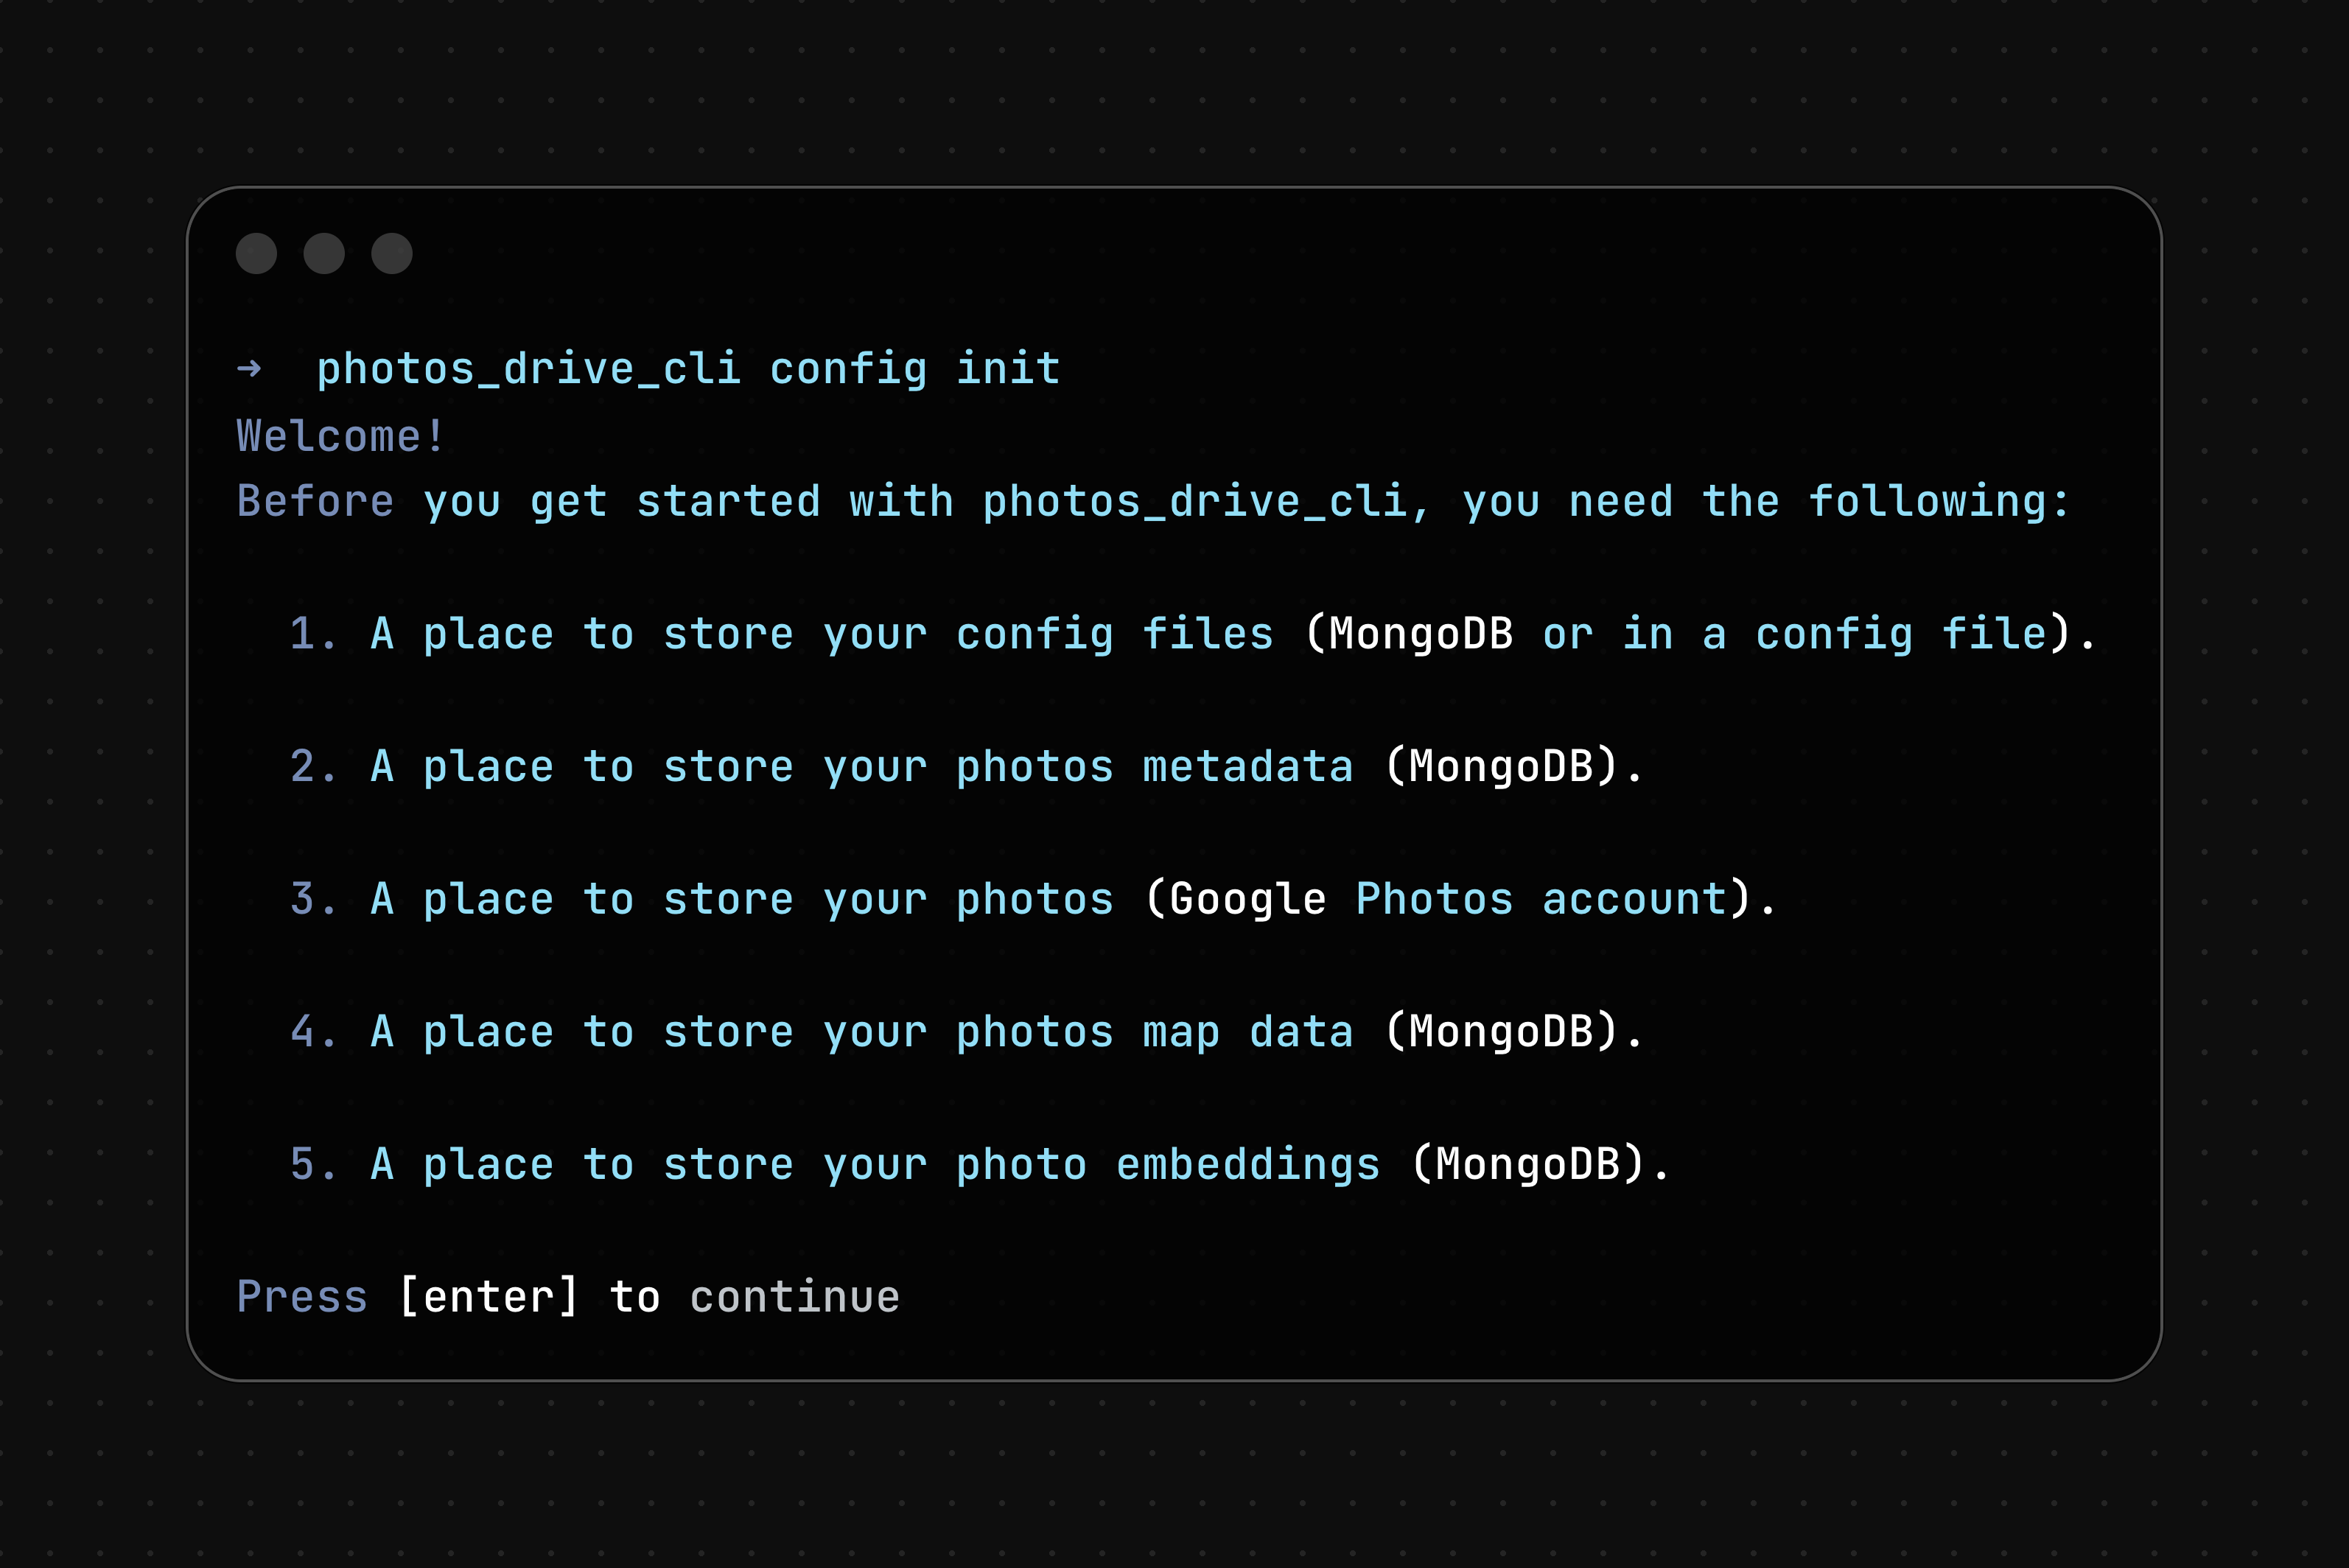 ➜  photos_drive_cli config init
Welcome!
Before you get started with photos_drive_cli, you need the following:
1. A place to store your config files (MongoDB or in a config file).
2. A place to store your photos metadata (MongoDB).
3. A place to store your photos (Google Photos account).
4. A place to store your photos map data (MongoDB).
5. A place to store your photo embeddings (MongoDB).
Press [enter] to continue